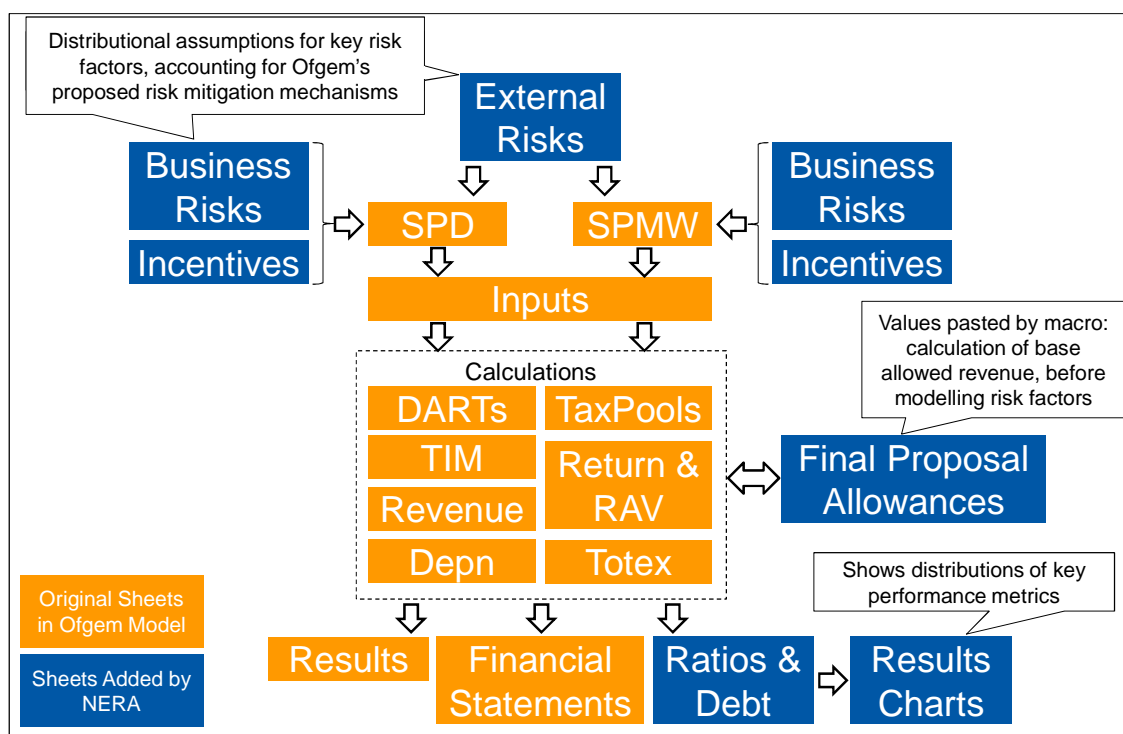 Distributional assumptions for key risk
factors, accounting for Ofgem's
proposed risk mitigation mechanisms
External
Risks
Business
Risks
Incentives
Business
Risks
Incentives
SPD
SPMW
Inputs
Values pasted by macro:
calculation of base
allowed revenue, before
modelling risk factors
Calculations
DARTs
TaxPools
TIM
Return &
RAV
Revenue
Depn
Totex
Final Proposal
Allowances
Shows distributions of key
performance metrics
Original Sheets
in Ofgem Model
Sheets Added by
NERA
Results
Financial
Statements
Ratios &
Debt
Results
Charts